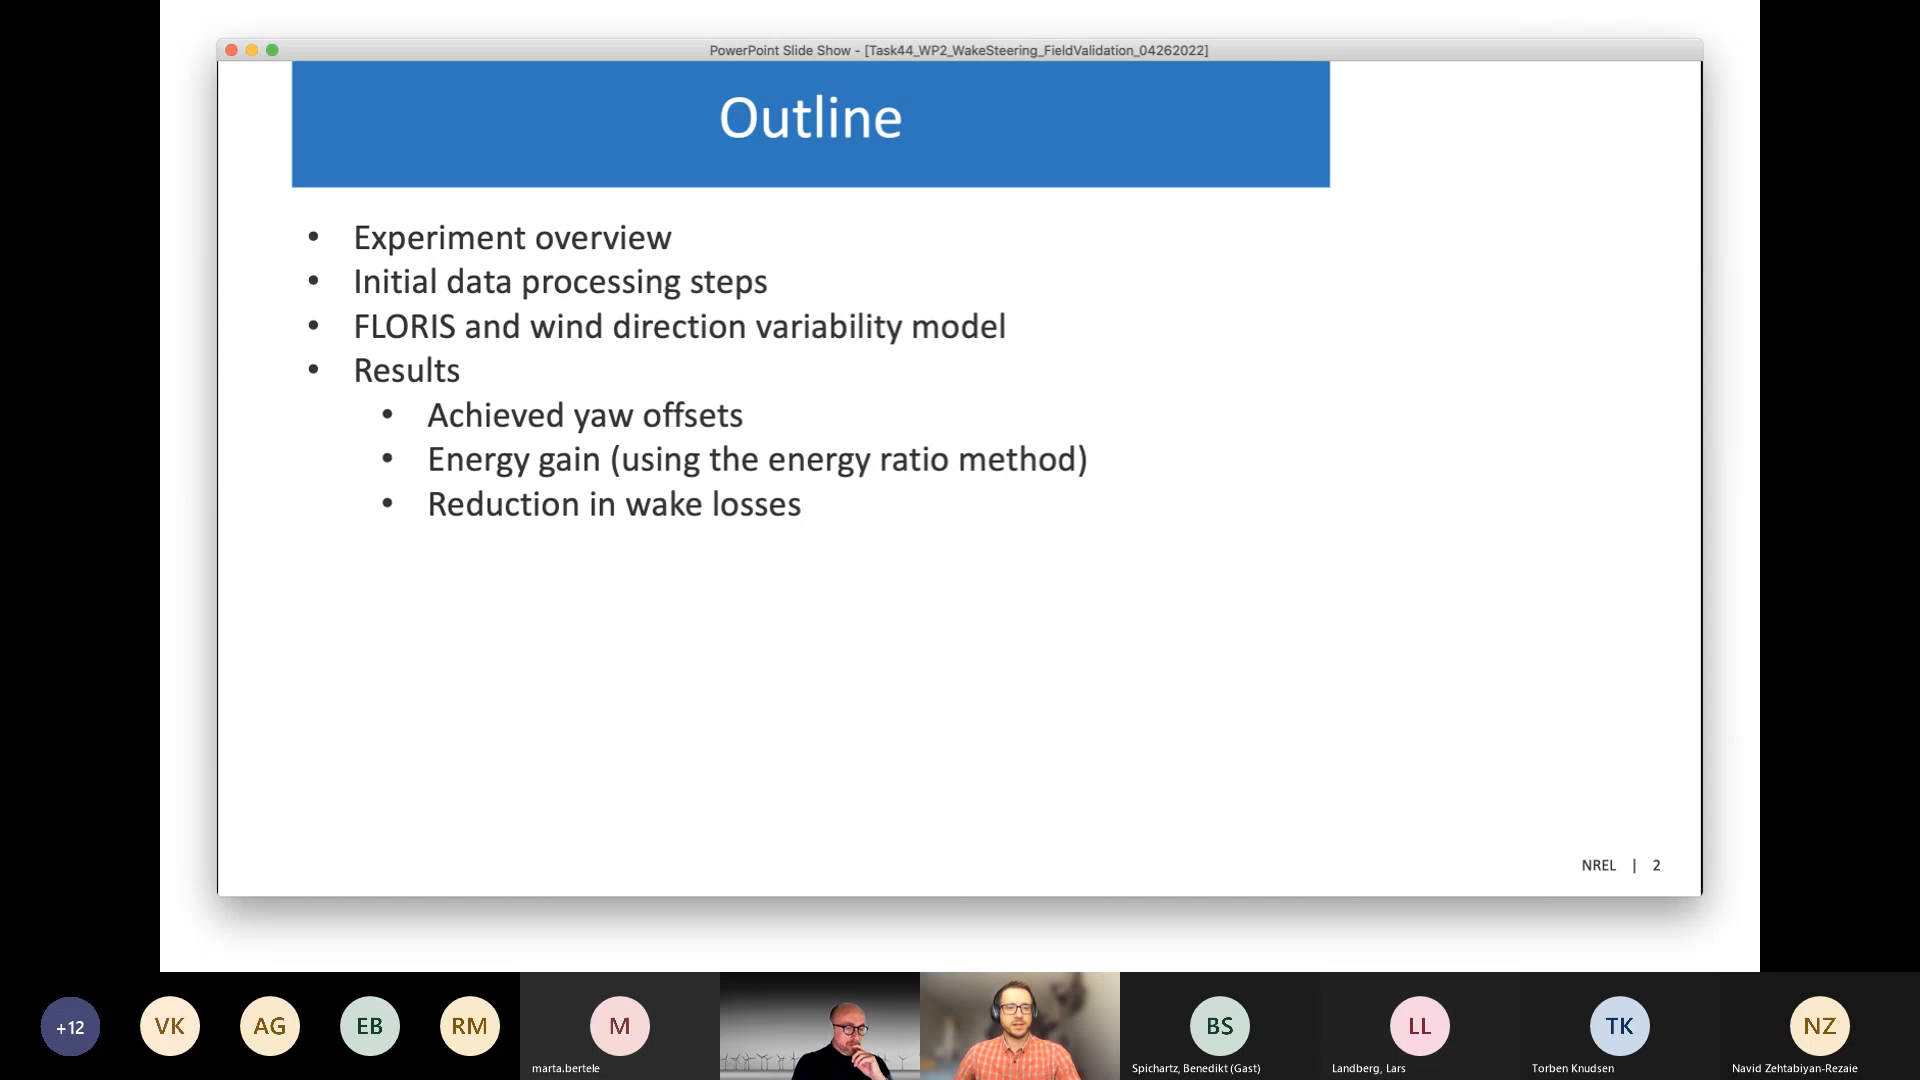 PowerPoint Slide Show - [Task44_WP2_WakeSteering_FieldValidation_04262022]
Outline
• Experiment overview
• Initial data processing steps
• FLORIS and wind direction variability model
• Results
• Achieved yaw offsets
• Energy gain (using the energy ratio method)
• Reduction in wake losses
NREL | 2
+12
VK
AG
EB
RM
M
marta.bertele
BS
Spichartz, Benedikt (Gast)
LL
Landberg, Lars
TK
Torben Knudsen
NZ
Navid Zehtabiyan-Rezaie